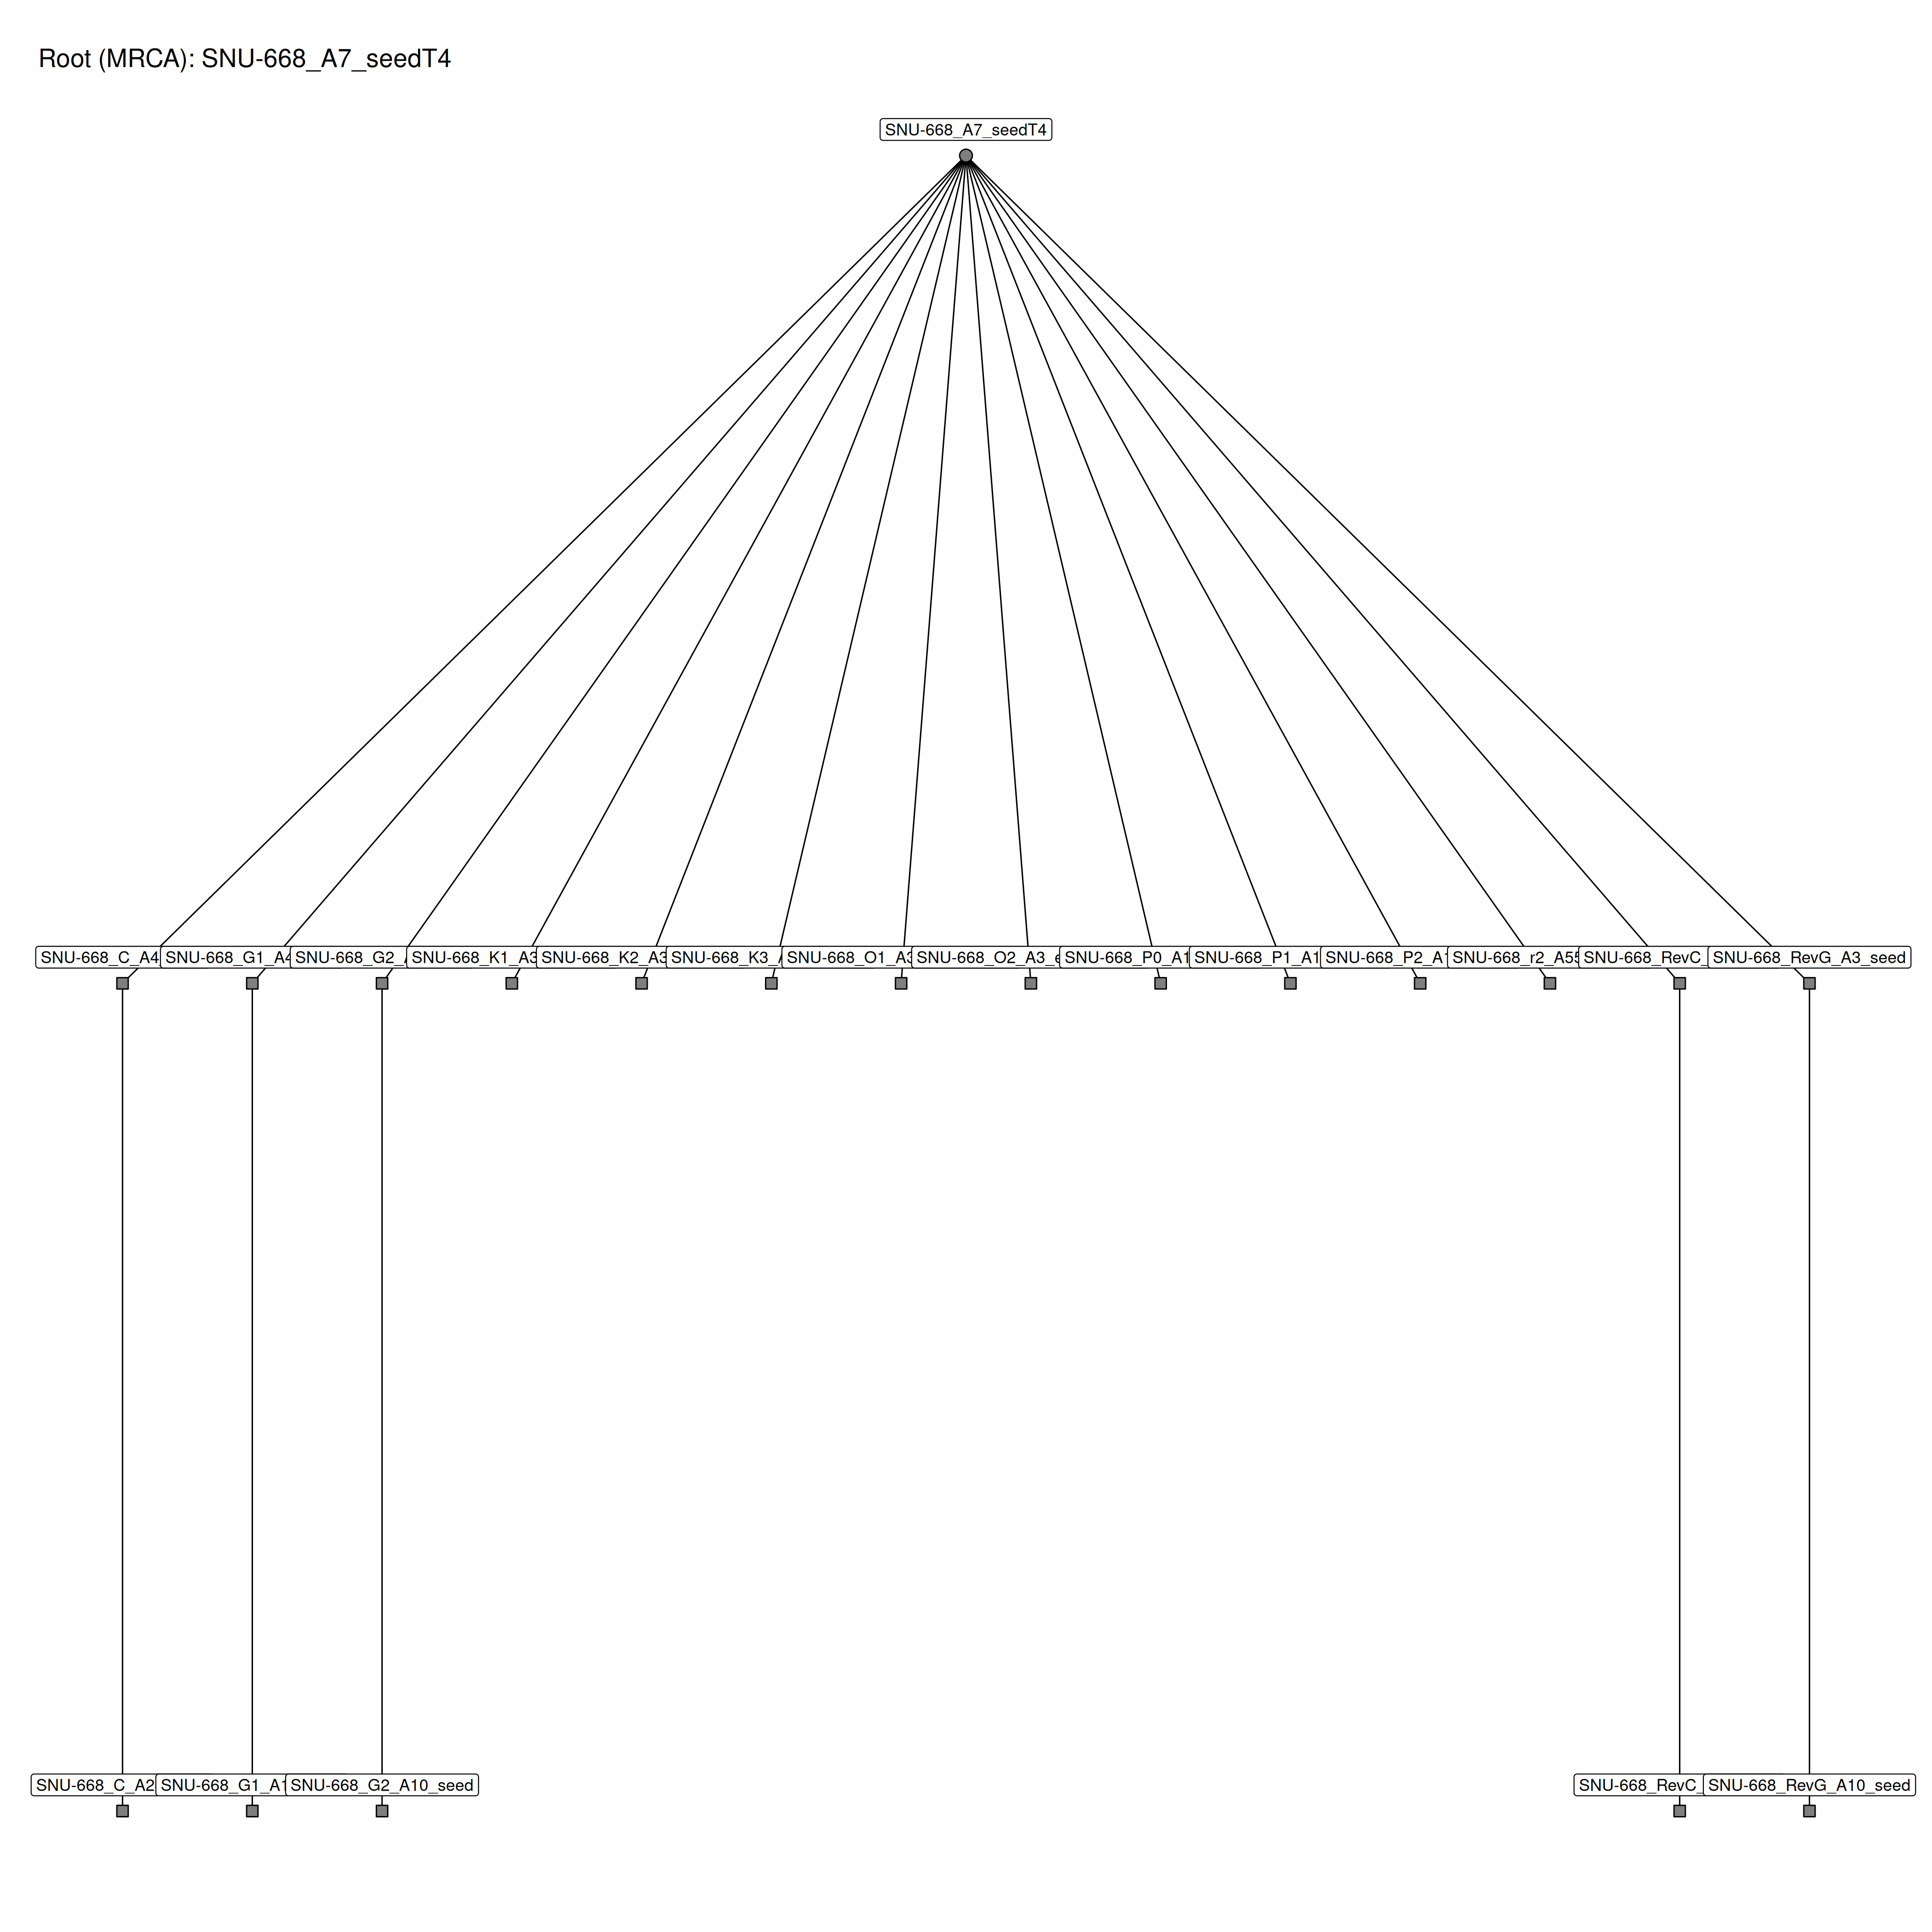 Root (MRCA): SNU-668_A7_seedT4
SNU-668_A7_seedT4
SNU-668_C_A4 SNU-668_G1_A4 SNU-668_G2_ SNU-668_K1_A3 SNU-668_K2_A3 SNU-668_K3_ SNU-668_O1_A3 SNU-668_O2_A3_e SNU-668_P0_A1 SNU-668_P1_A1 SNU-668_P2_A1 SNU-668_r2_A55 SNU-668_RevC_ SNU-668_RevG_A3_seed
SNU-668_C_A2 SNU-668_G1_A1 SNU-668_G2_A10_seed SNU-668_RevC_ SNU-668_RevG_A10_seed